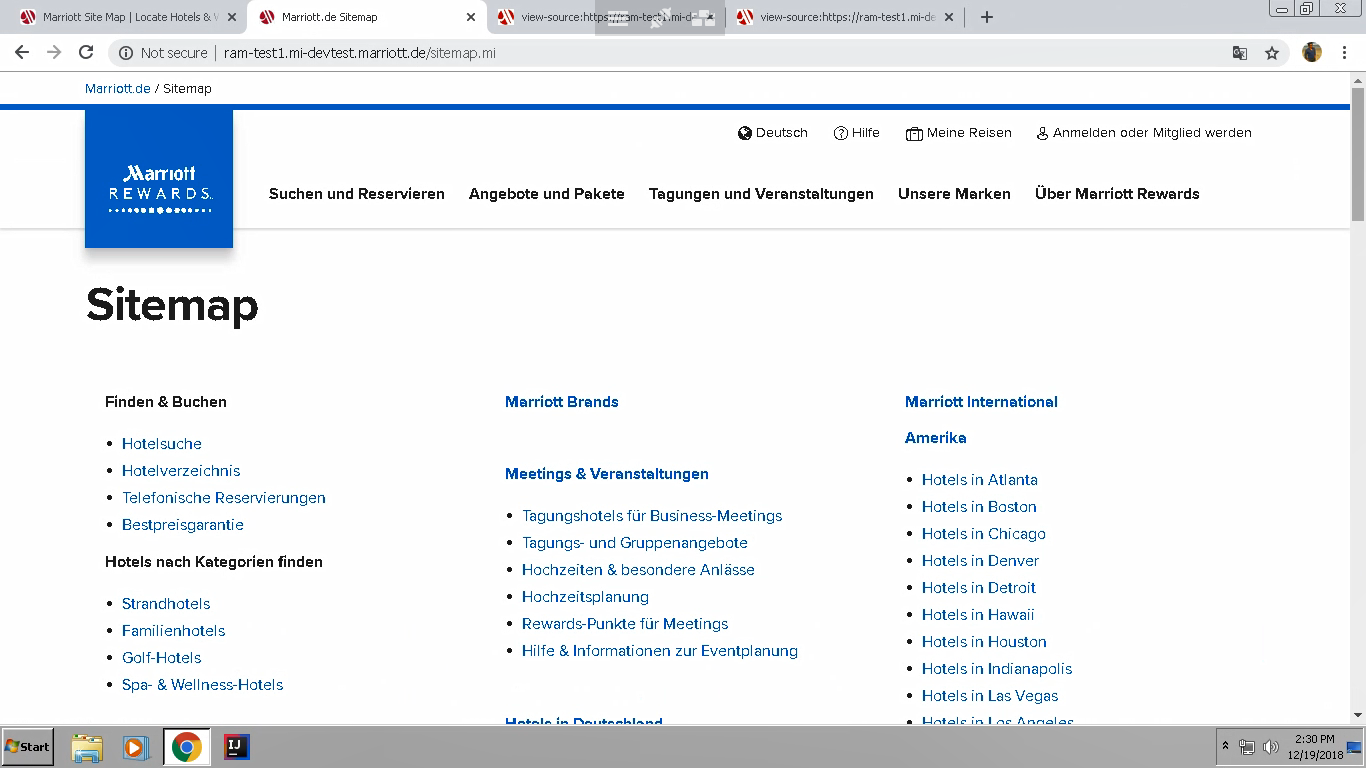 Marriott Site Map | Locate Hotels & V
Marriott.de Sitemap
view-source:https://ram-test1.mi-d
view-source:https://ram-test1.mi-de
Not secure | ram-test1.mi-devtest.marriott.de/sitemap.mi
Marriott.de / Sitemap
Deutsch
Hilfe
Meine Reisen
Anmelden oder Mitglied werden
Marriott
REWARDS
Suchen und Reservieren
Angebote und Pakete
Tagungen und Veranstaltungen
Unsere Marken
Über Marriott Rewards
Sitemap
Finden & Buchen
• Hotelsuche
• Hotelverzeichnis
• Telefonische Reservierungen
• Bestpreisgarantie
Hotels nach Kategorien finden
• Strandhotels
• Familienhotels
• Golf-Hotels
• Spa- & Wellness-Hotels
Marriott Brands
Meetings & Veranstaltungen
• Tagungshotels für Business-Meetings
• Tagungs- und Gruppenangebote
• Hochzeiten & besondere Anlässe
• Hochzeitsplanung
• Rewards-Punkte für Meetings
• Hilfe & Informationen zur Eventplanung
Hotels in Deutschland
Marriott International
Amerika
• Hotels in Atlanta
• Hotels in Boston
• Hotels in Chicago
• Hotels in Denver
• Hotels in Detroit
• Hotels in Hawaii
• Hotels in Houston
• Hotels in Indianapolis
• Hotels in Las Vegas
• Hotels in Los Angeles
Start
IJ
2:30 PM
12/19/2018